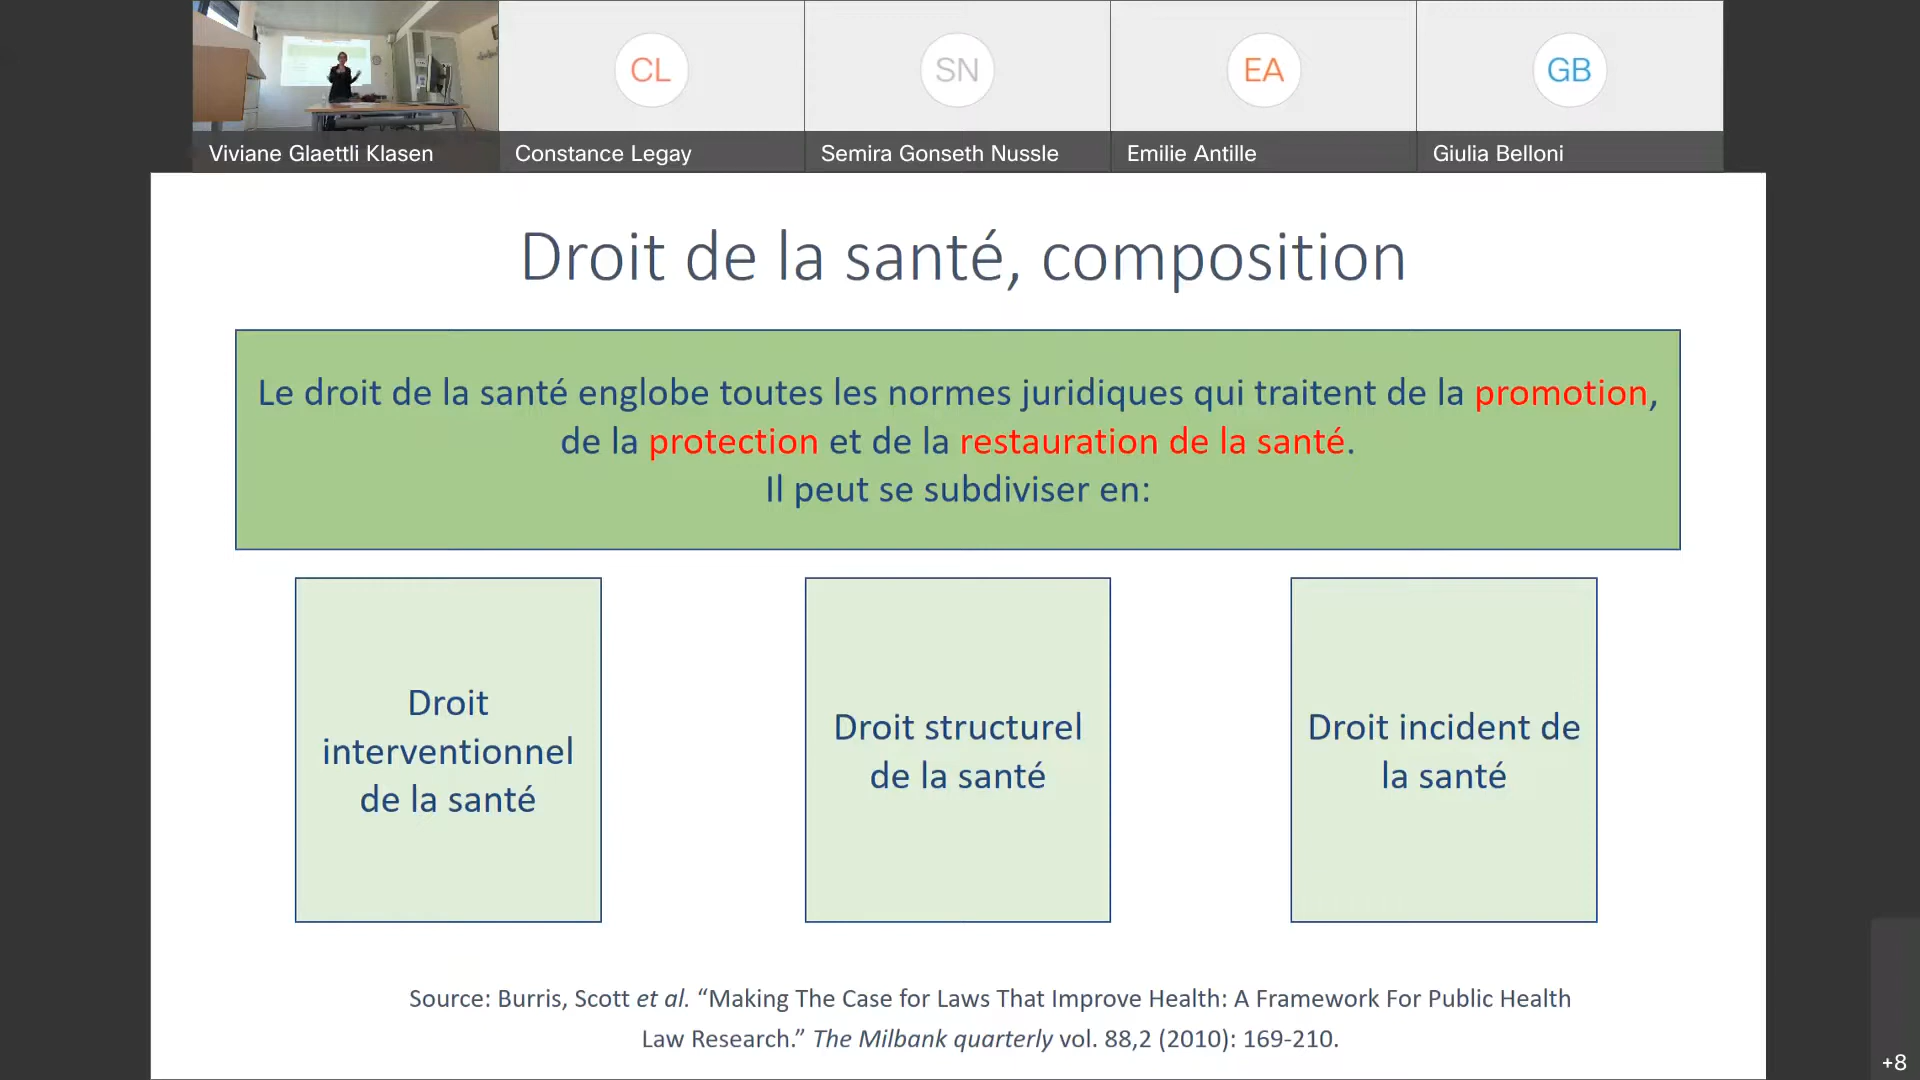 CL
SN
EA
GB
Viviane Glaettli Klasen
Constance Legay
Semira Gonseth Nussle
Emilie Antille
Giulia Belloni
Droit de la santé, composition
Le droit de la santé englobe toutes les normes juridiques qui traitent de la promotion,
de la protection et de la restauration de la santé.
Il peut se subdiviser en:
Droit
interventionnel
de la santé
Droit structurel
de la santé
Droit incident de
la santé
Source: Burris, Scott et al. “Making The Case for Laws That Improve Health: A Framework For Public Health
Law Research.” The Milbank quarterly vol. 88,2 (2010): 169-210.
+8